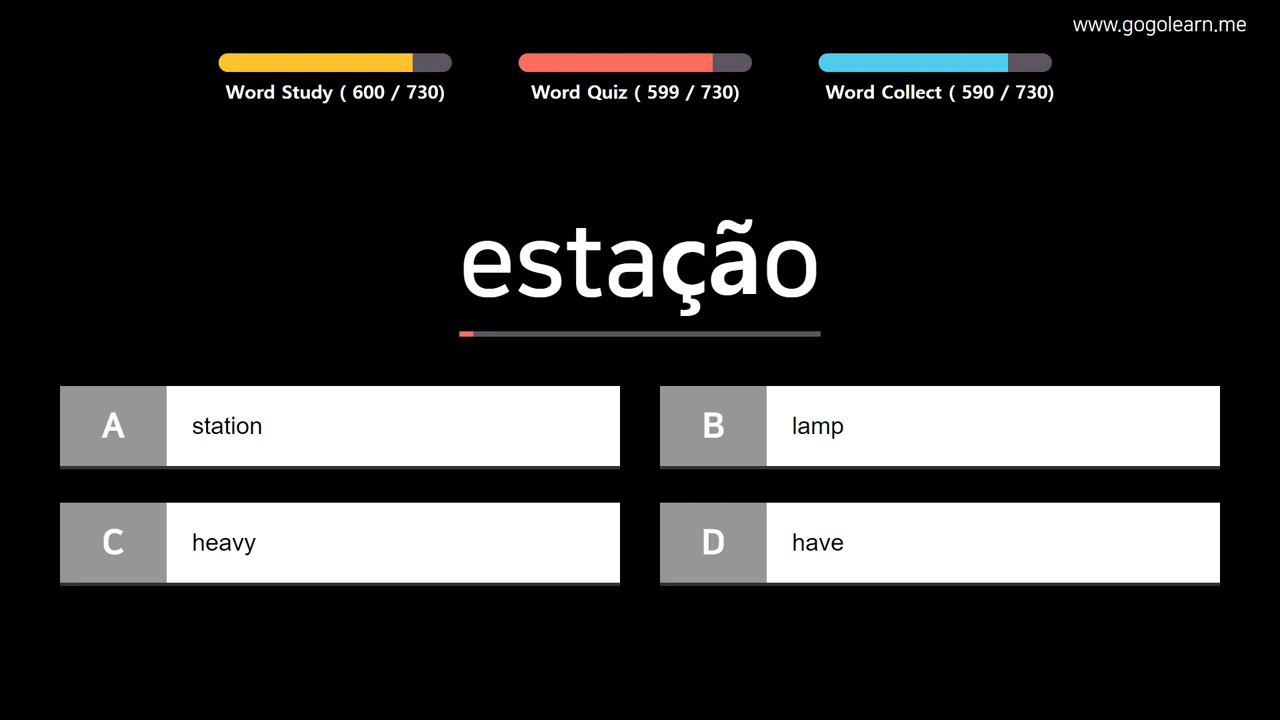 www.gogolearn.me
Word Study ( 600 / 730)
Word Quiz ( 599 / 730)
Word Collect ( 590 / 730)
estação
A station
B lamp
C heavy
D have